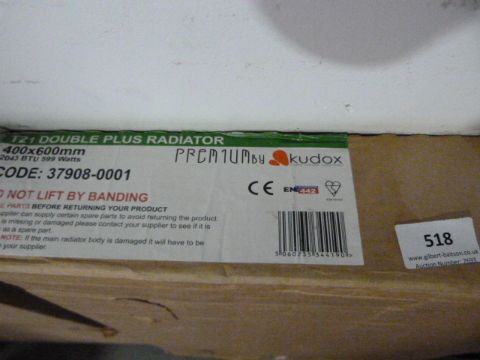 T21 DOUBLE PLUS RADIATOR
400x600mm
2043 BTU 599 Watts
PREMIUM BY kudox
CODE: 37908-0001
NOT LIFT BY BANDING
PARTS BEFORE RETURNING YOUR PRODUCT
supplier can supply certain spare parts to avoid returning the product.
is missing or damaged please contact your supplier to see if it is
as a spare part.
NOTE: If the main radiator body is damaged it will have to be
CE EN 442
5 060235 344190
518
www.gilbert-baitson.co.uk
Auction Number: